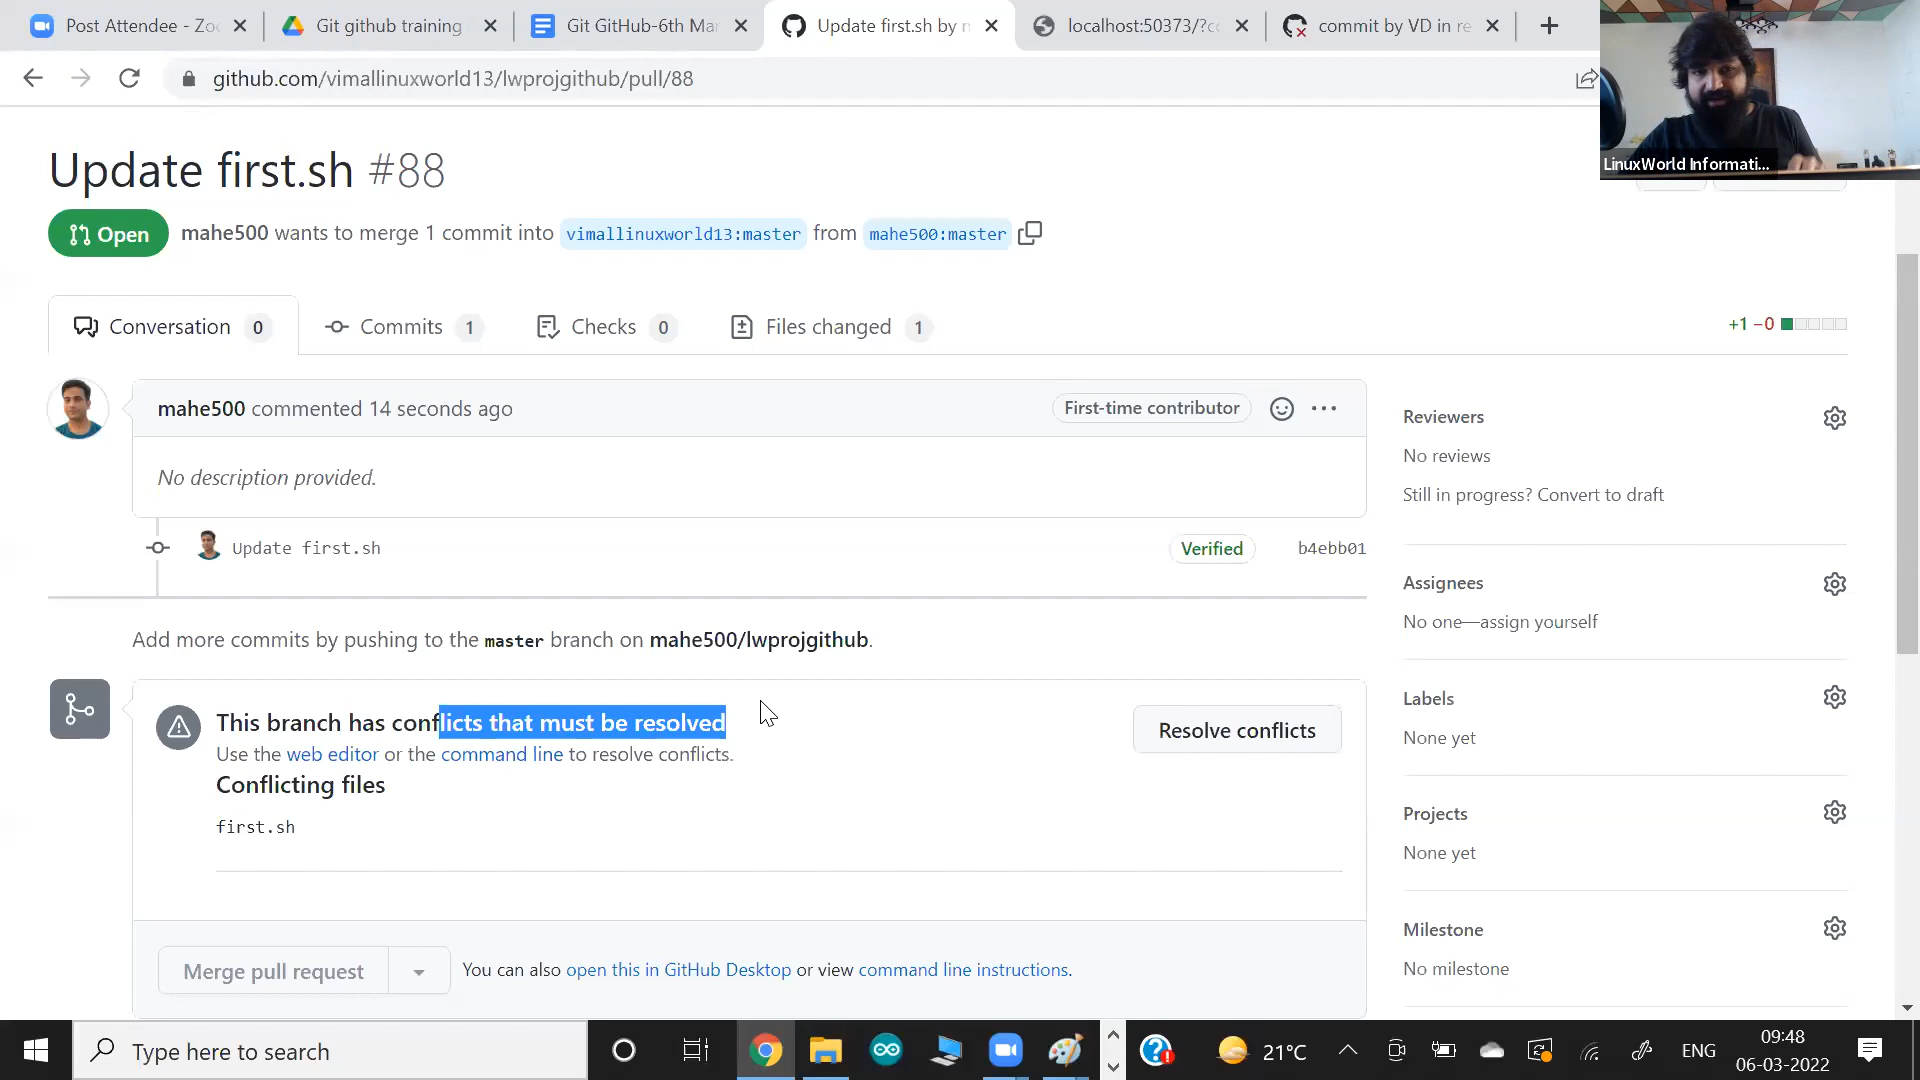 Post Attendee - Zo
Git github training
Git GitHub-6th Mar
Update first.sh by m
localhost:50373/?co
commit by VD in re
github.com/vimallinuxworld13/lwprojgithub/pull/88
LinuxWorld Informati...
Update first.sh #88
Open
mahe500 wants to merge 1 commit into vimallinuxworld13:master from mahe500:master
Conversation 0
Commits 1
Checks 0
Files changed 1
+1 −0
mahe500 commented 14 seconds ago
First-time contributor
No description provided.
Update first.sh
Verified
b4ebb01
Add more commits by pushing to the master branch on mahe500/lwprojgithub.
This branch has conflicts that must be resolved
Use the web editor or the command line to resolve conflicts.
Conflicting files
first.sh
Resolve conflicts
Merge pull request
You can also open this in GitHub Desktop or view command line instructions.
Reviewers
No reviews
Still in progress? Convert to draft
Assignees
No one—assign yourself
Labels
None yet
Projects
None yet
Milestone
No milestone
Type here to search
21°C
ENG
09:48
06-03-2022